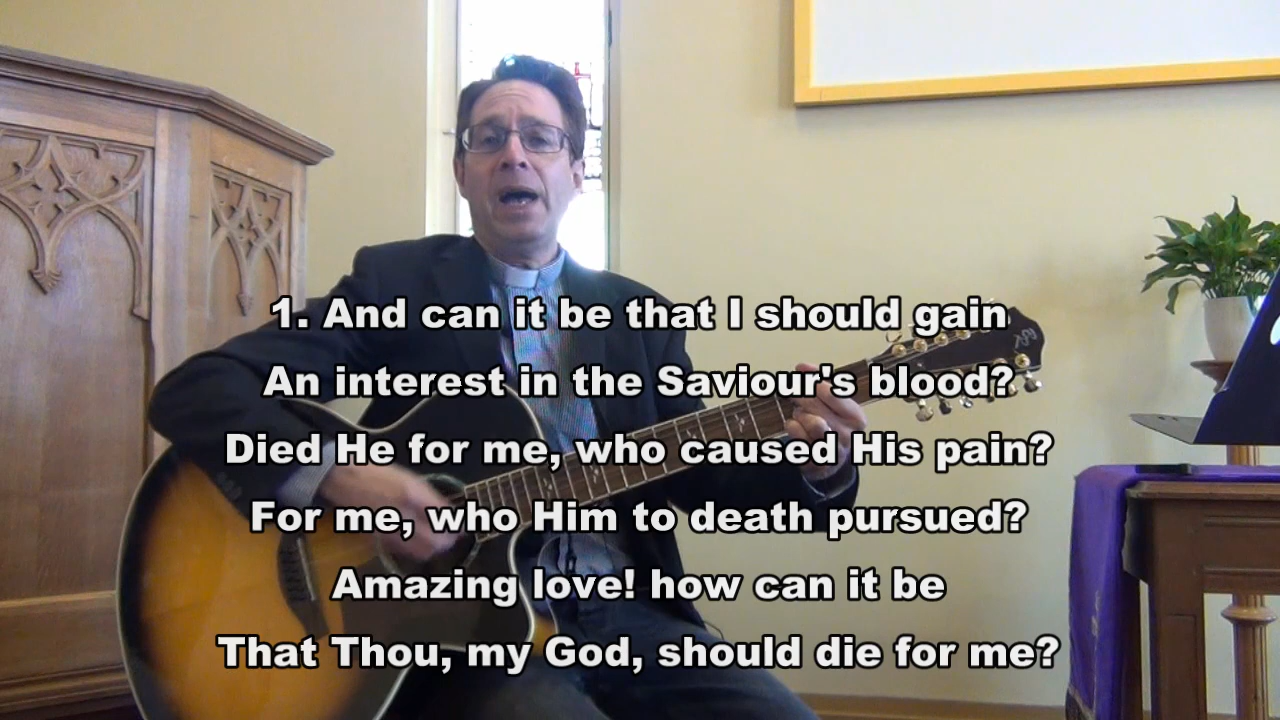 1. And can it be that I should gain
An interest in the Saviour's blood?
Died He for me, who caused His pain?
For me, who Him to death pursued?
Amazing love! how can it be
That Thou, my God, should die for me?